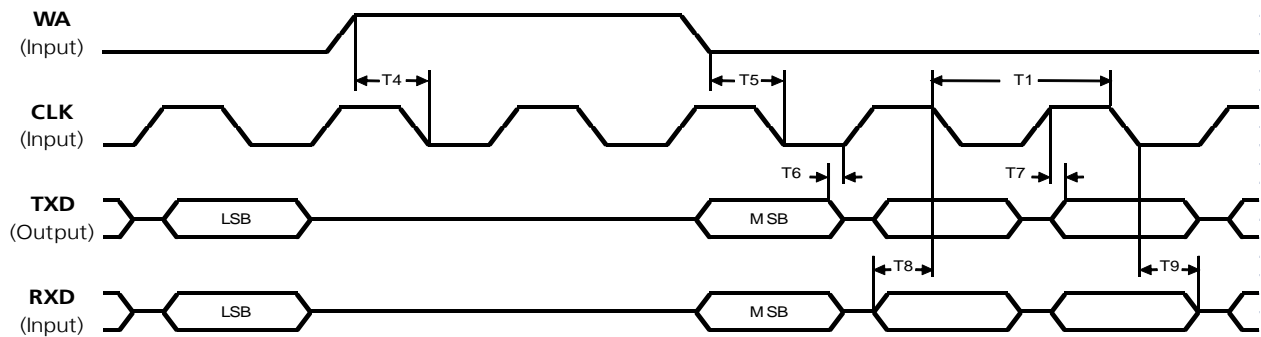 WA
(Input)
T4
T5
T1
CLK
(Input)
T6
T7
TXD
(Output)
LSB
MSB
T8
T9
RXD
(Input)
LSB
MSB